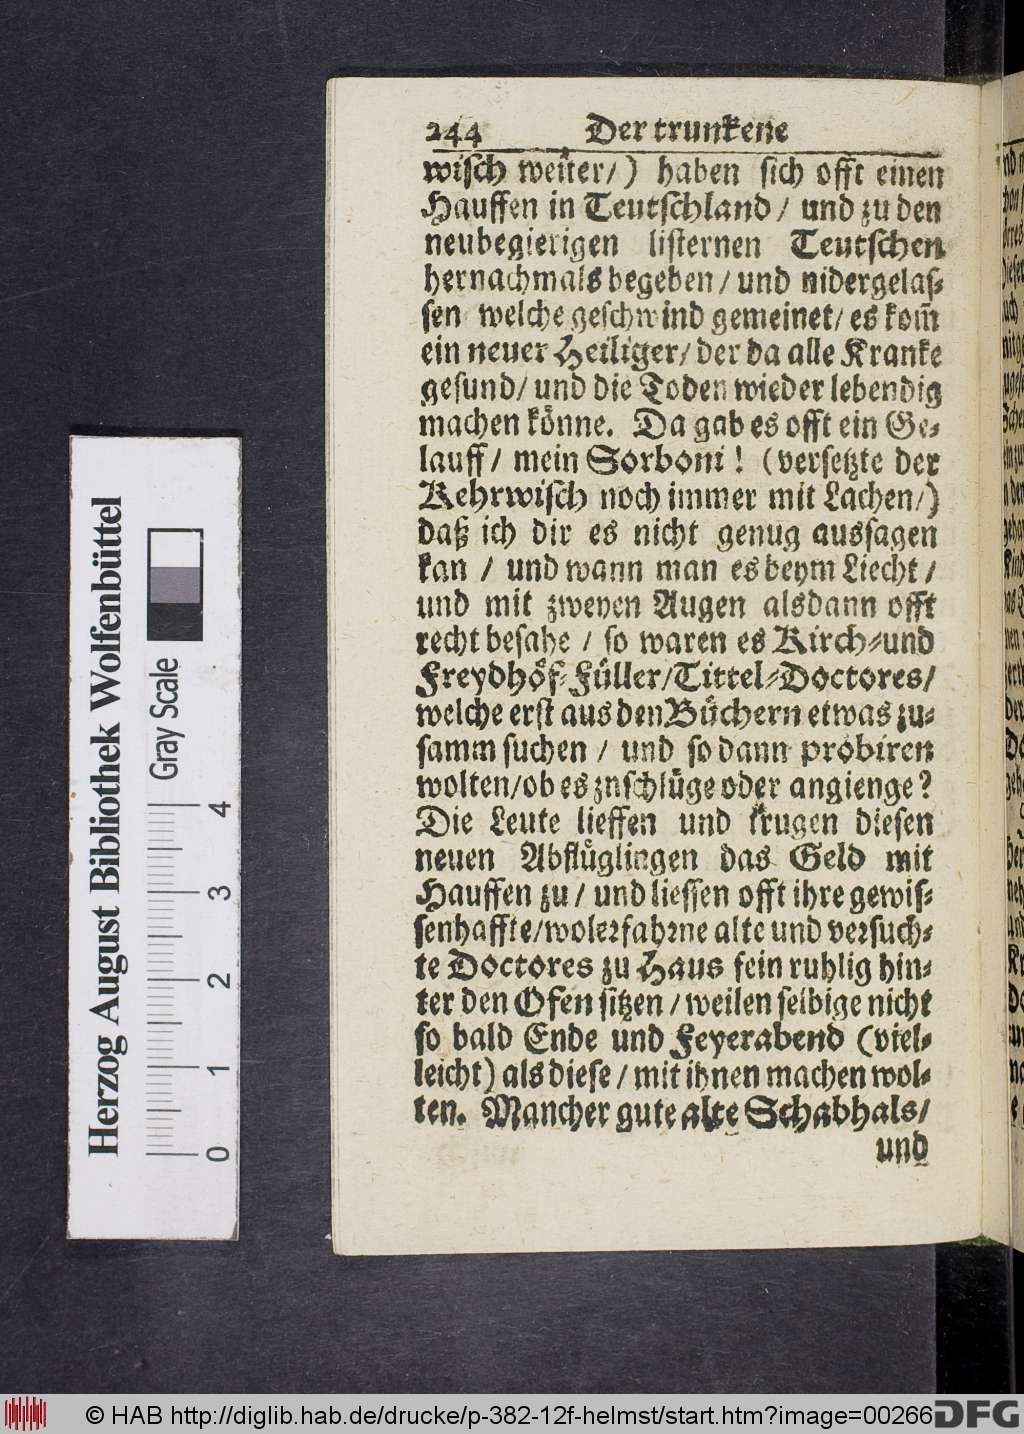 244 Der trunkene
wiſch weiter/) haben ſich offt einen
Hauffen in Teutſchland / und zu den
neubegierigen liſternen Teutſchen
hernachmals begeben / und nidergelaſ-
ſen welche geſchwind gemeinet/ es kom̃
ein neuer Heiliger/ der da alle Kranke
geſund/ und die Toden wieder lebendig
machen könne. Da gab es offt ein Ge-
lauff / mein Sorboni ! (verſetzte der
Kehrwiſch noch immer mit Lachen/)
daß ich dir es nicht genug ausſagen
kan / und wann man es beym Liecht /
und mit zweyen Augen alsdann offt
recht beſahe / ſo waren es Kirch-und
Freydhöf-Füller/Tittel-Doctores/
welche erſt aus den Büchern etwas zu-
ſamm ſuchen / und ſo dann probiren
wolten/ob es znſchlüge oder angienge?
Die Leute lieffen und trugen dieſen
neuen Abflüglingen das Geld mit
Hauffen zu / und lieſſen offt ihre gewiſ-
ſenhaffte/wolerfahrne alte und verſuch-
te Doctores zu Haus fein ruhlig hin-
ter den Ofen ſitzen / weilen ſelbige nicht
ſo bald Ende und Feyerabend (viel-
leicht) als dieſe / mit ihnen machen wol-
ten. Mancher gute alte Schabhals/
und
Herzog August Bibliothek Wolfenbüttel
Gray Scale
0 1 2 3 4
© HAB http://diglib.hab.de/drucke/p-382-12f-helmst/start.htm?image=00266
DFG